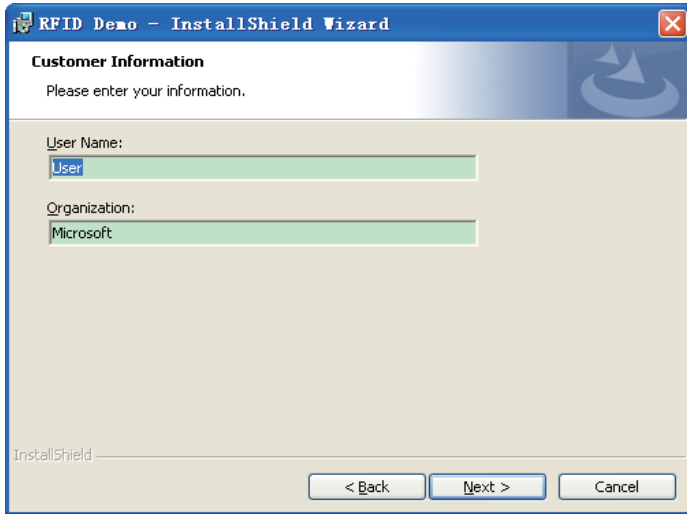 RFID Demo - InstallShield Wizard
Customer Information
Please enter your information.
User Name:
User
Organization:
Microsoft
InstallShield
< Back
Next >
Cancel